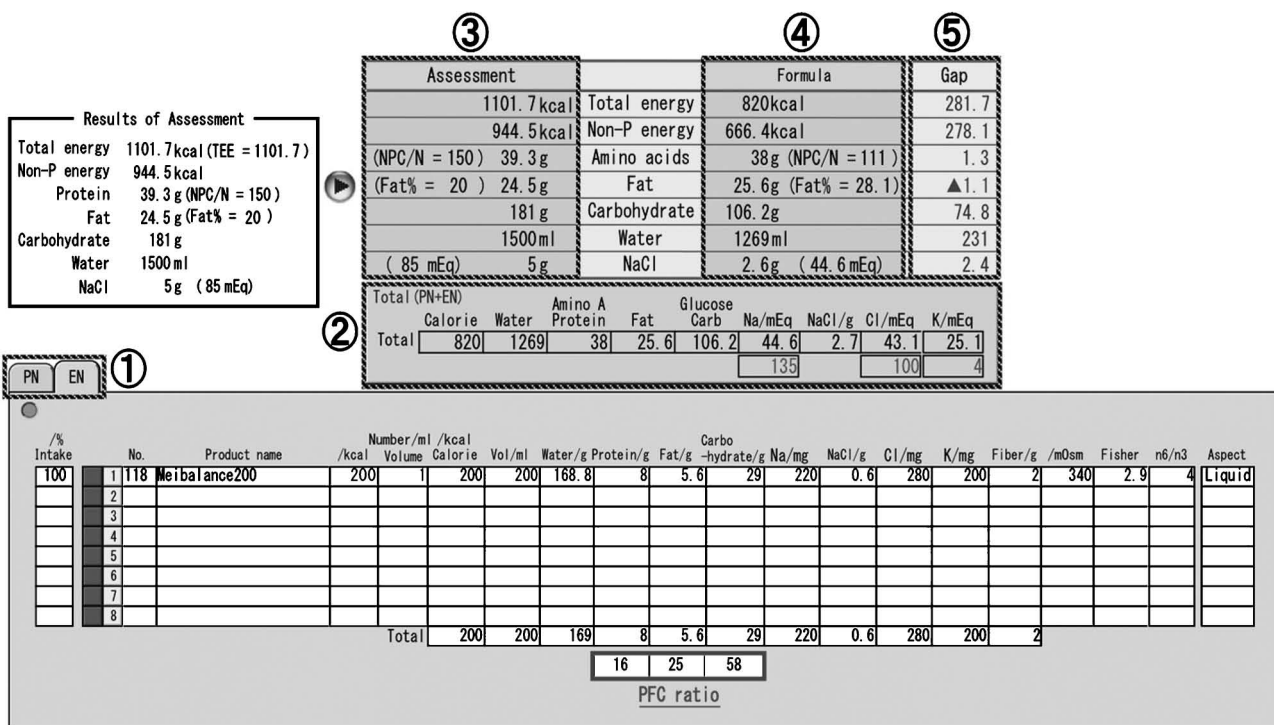 ③ ④ ⑤
Assessment Formula Gap
1101.7kcal Total energy 820kcal 281.7
944.5kcal Non-P energy 666.4kcal 278.1
(NPC/N = 150) 39.3g Amino acids 38g (NPC/N =111) 1.3
(Fat% = 20 ) 24.5g Fat 25.6g (Fat% = 28.1) ▲1.1
181g Carbohydrate 106.2g 74.8
1500ml Water 1269ml 231
( 85 mEq) 5g NaCl 2.6g (44.6mEq) 2.4
Results of Assessment
Total energy 1101.7kcal(TEE =1101.7)
Non-P energy 944.5kcal
Protein 39.3g(NPC/N = 150)
Fat 24.5g(Fat% = 20 )
Carbohydrate 181g
Water 1500ml
NaCl 5g (85mEq)
②
Total(PN+EN)
Calorie Water Amino A Protein Fat Glucose Carb Na/mEq NaCl/g Cl/mEq K/mEq
Total 820 1269 38 25.6 106.2 44.6 2.7 43.1 25.1
135 100 4
PN EN ①
/% Intake No. Product name /kcal Number/ml Volume /kcal Calorie Vol/ml Water/g Protein/g Fat/g Carbo-hydrate/g Na/mg NaCl/g Cl/mg K/mg Fiber/g /mOsm Fisher n6/n3 Aspect
100 1 118 Meibalance200 200 1 200 200 168.8 8 5.6 29 220 0.6 280 200 2 340 2.9 4 Liquid
2
3
4
5
6
7
8
Total 200 200 169 8 5.6 29 220 0.6 280 200 2
16 25 58
PFC ratio